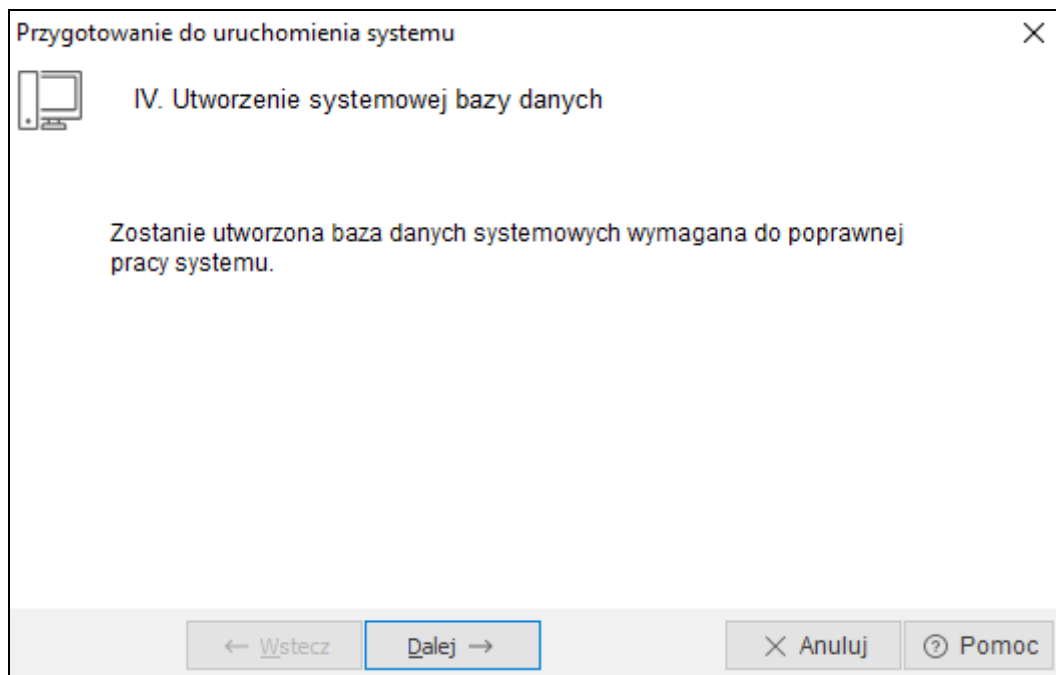 Przygotowanie do uruchomienia systemu
IV. Utworzenie systemowej bazy danych
Zostanie utworzona baza danych systemowych wymagana do poprawnej
pracy systemu.
← Wstecz
Dalej →
Anuluj
Pomoc